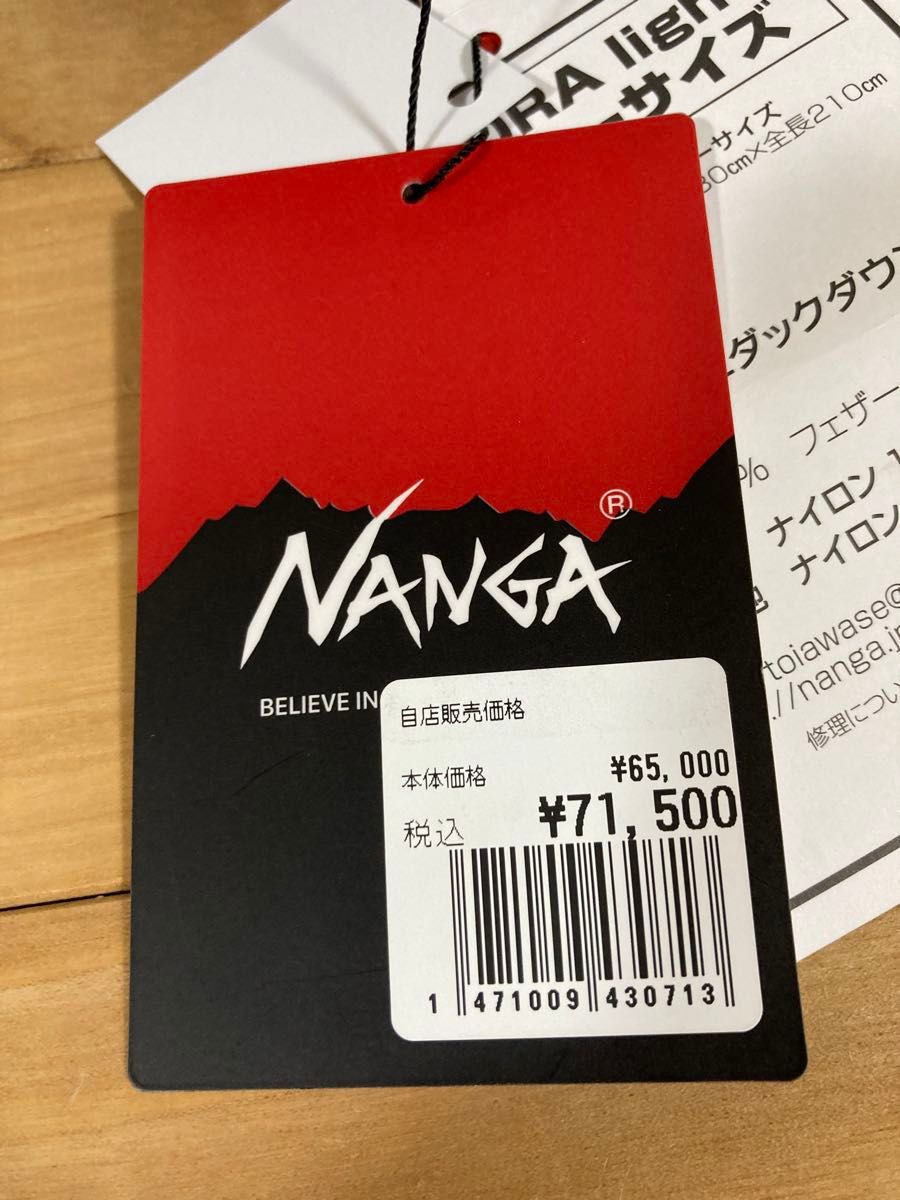 RA light
サイズ
ーサイズ
80cm×全長210cm
ダックダウン
% フェザー
ナイロン
ナイロン
toiawase@
://nanga.jp
修理につい
NANGA®
BELIEVE IN
自店販売価格
本体価格 ¥65,000
税込 ¥71,500
1 471009 430713